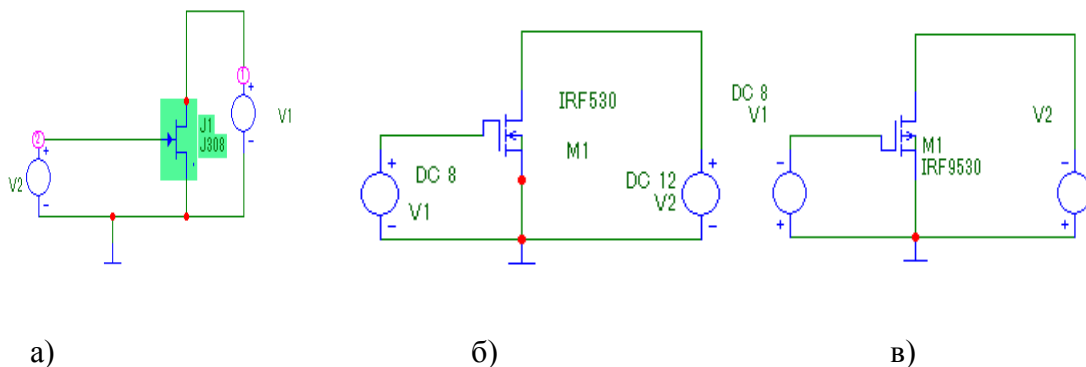 1
J1
J308
V1
2
V2
+
-
+
-
а)
IRF530
M1
DC 8
V1
DC 12
V2
+
-
+
-
б)
DC 8
V1
M1
IRF9530
V2
-
+
-
+
в)